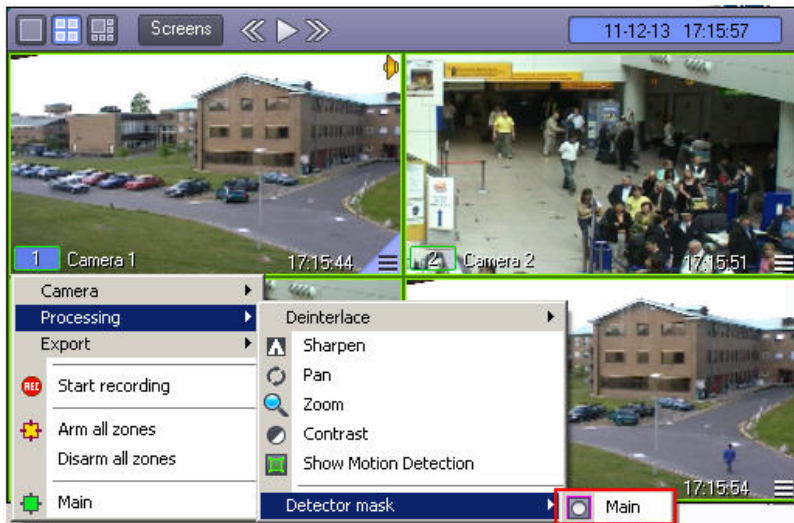 Screens
11-12-13 17:15:57
1 Camera 1 17:15:44
2 Camera 2 17:15:51
Camera
Processing
Export
REC Start recording
Arm all zones
Disarm all zones
Main
Deinterlace
Sharpen
Pan
Zoom
Contrast
Show Motion Detection
Detector mask
Main
17:15:54